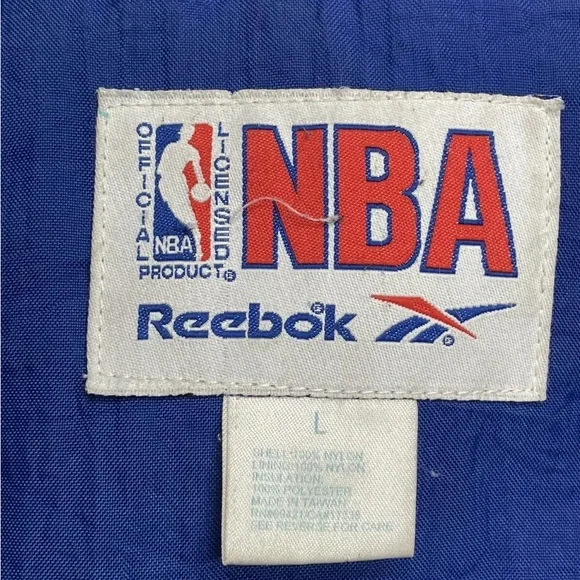 OFFICIAL
LICENSED
NBA
PRODUCT®
NBA
Reebok® ®
L
SHELL:100% NYLON
LINING:100% NYLON
INSULATION:
100% POLYESTER
MADE IN TAIWAN
SEE REVERSE FOR CARE